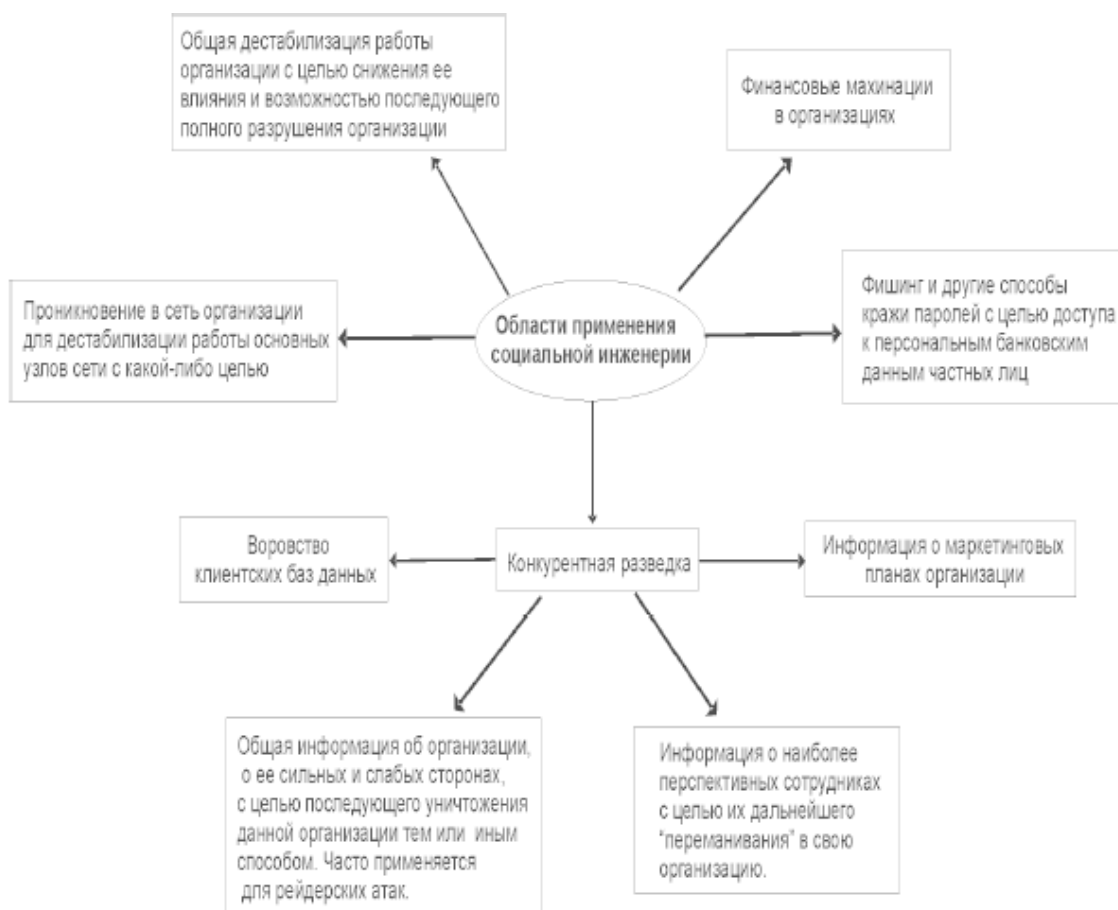 Общая дестабилизация работы
организации с целью снижения ее
влияния и возможностью последующего
полного разрушения организации
Финансовые махинации
в организациях
Проникновение в сеть организации
для дестабилизации работы основных
узлов сети с какой-либо целью
Области применения
социальной инженерии
Фишинг и другие способы
кражи паролей с целью доступа
к персональным банковским
данным частных лиц
Воровство
клиентских баз данных
Конкурентная разведка
Информация о маркетинговых
планах организации
Общая информация об организации,
о ее сильных и слабых сторонах,
с целью последующего уничтожения
данной организации тем или иным
способом. Часто применяется
для рейдерских атак.
Информация о наиболее
перспективных сотрудниках
с целью их дальнейшего
"переманивания" в свою
организацию.